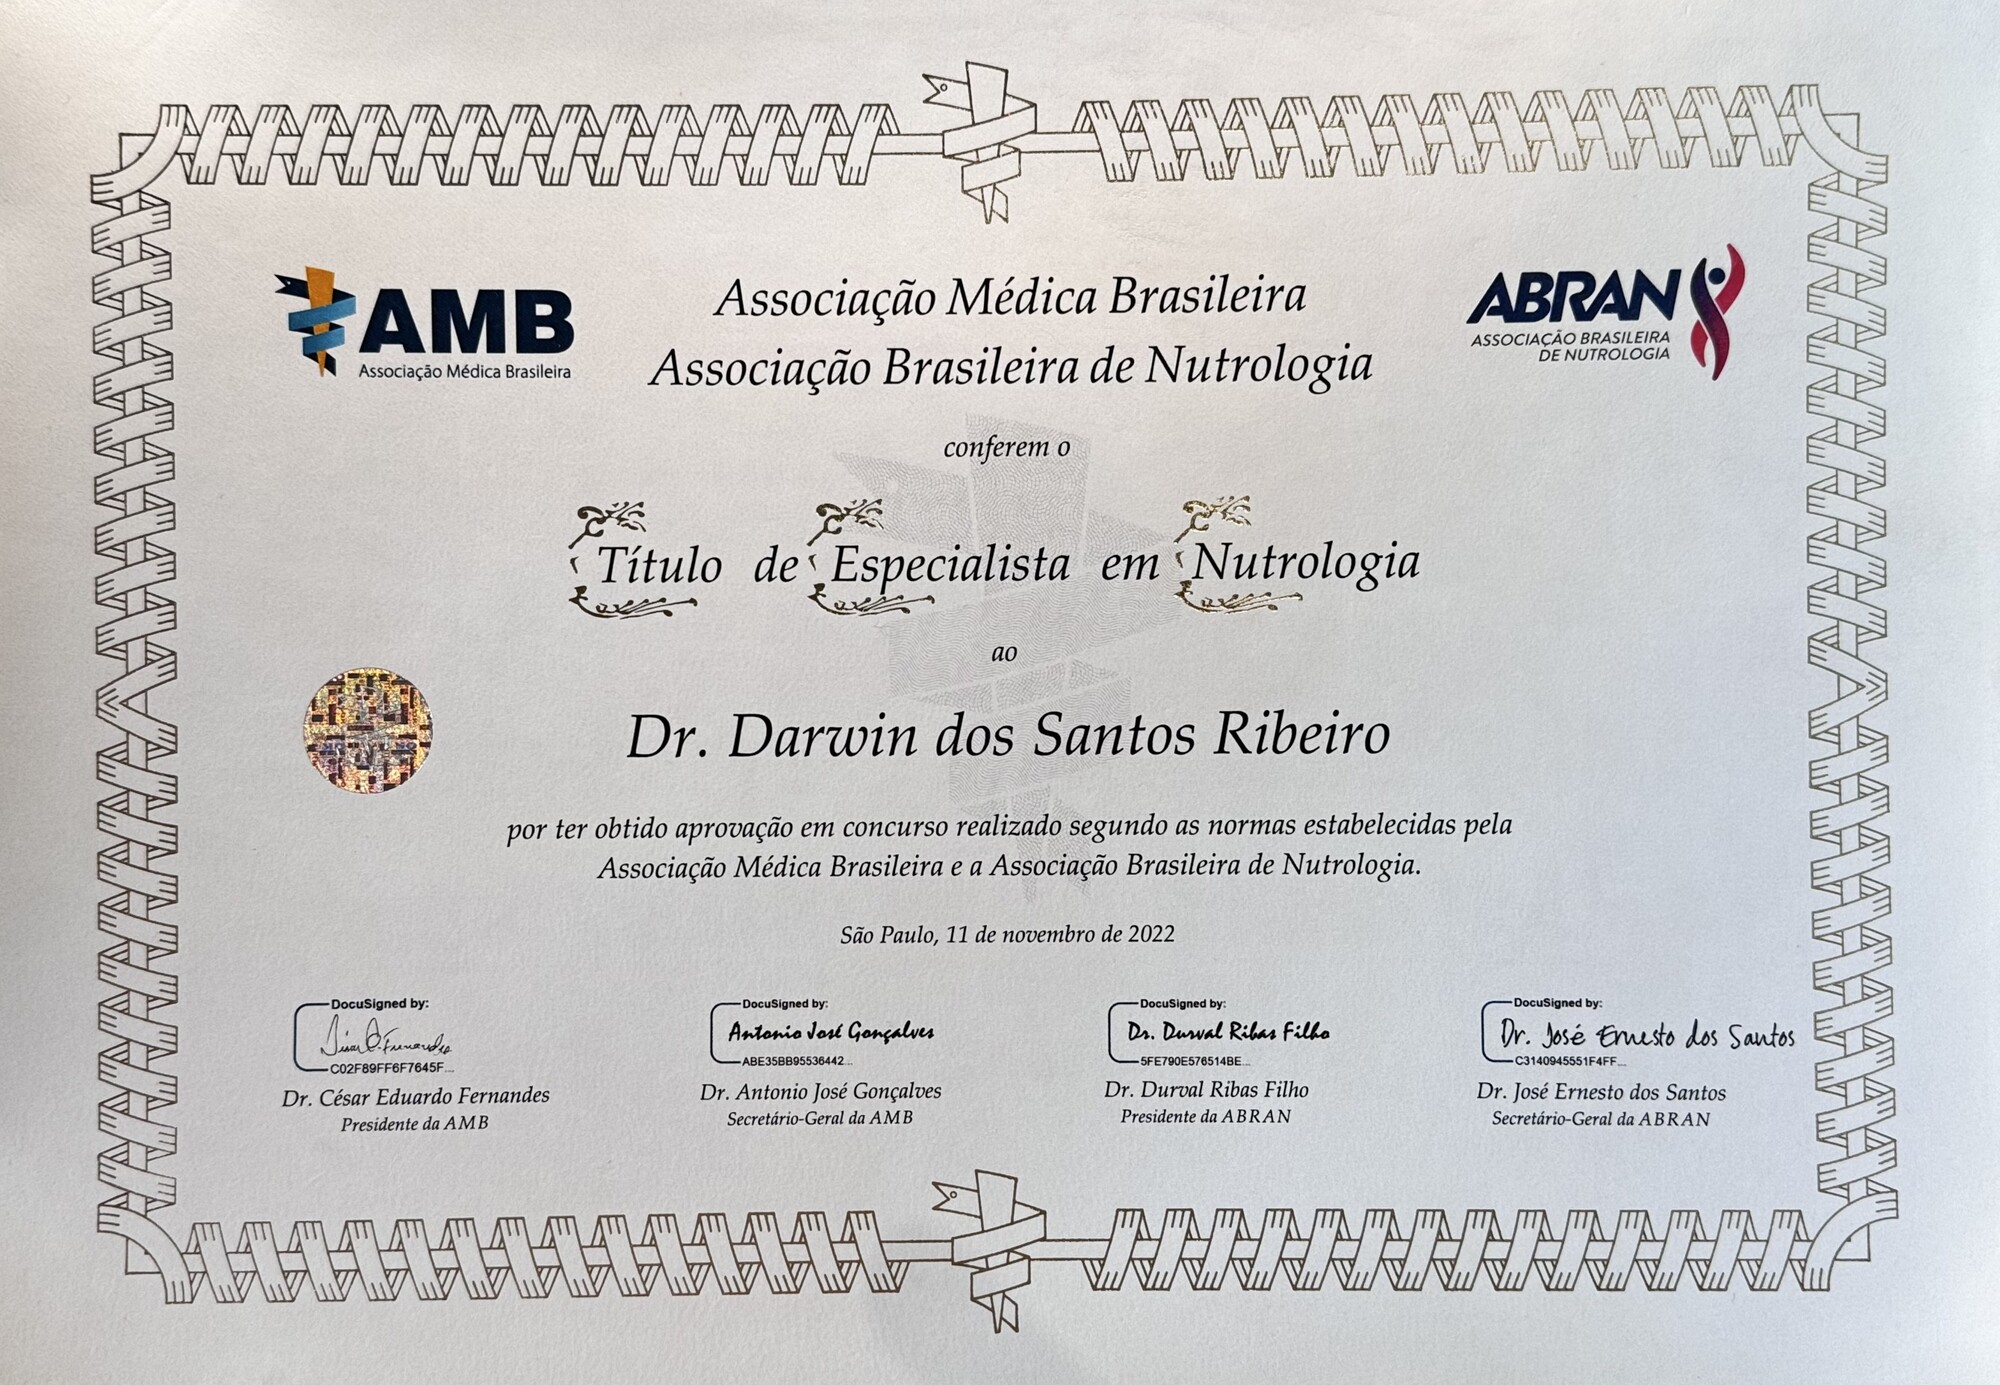 AMB
Associação Médica Brasileira
ABRAN
ASSOCIAÇÃO BRASILEIRA
DE NUTROLOGIA
Associação Médica Brasileira
Associação Brasileira de Nutrologia
conferem o
Título de Especialista em Nutrologia
ao
Dr. Darwin dos Santos Ribeiro
por ter obtido aprovação em concurso realizado segundo as normas estabelecidas pela
Associação Médica Brasileira e a Associação Brasileira de Nutrologia.
São Paulo, 11 de novembro de 2022
DocuSigned by:
C02F89FF6F7645F...
Dr. César Eduardo Fernandes
Presidente da AMB
DocuSigned by:
Antonio José Gonçalves
ABE35BB95536442...
Dr. Antonio José Gonçalves
Secretário-Geral da AMB
DocuSigned by:
Dr. Durval Ribas Filho
5FE790E576514BE...
Dr. Durval Ribas Filho
Presidente da ABRAN
DocuSigned by:
Dr. José Ernesto dos Santos
C3140945551F4FF...
Dr. José Ernesto dos Santos
Secretário-Geral da ABRAN